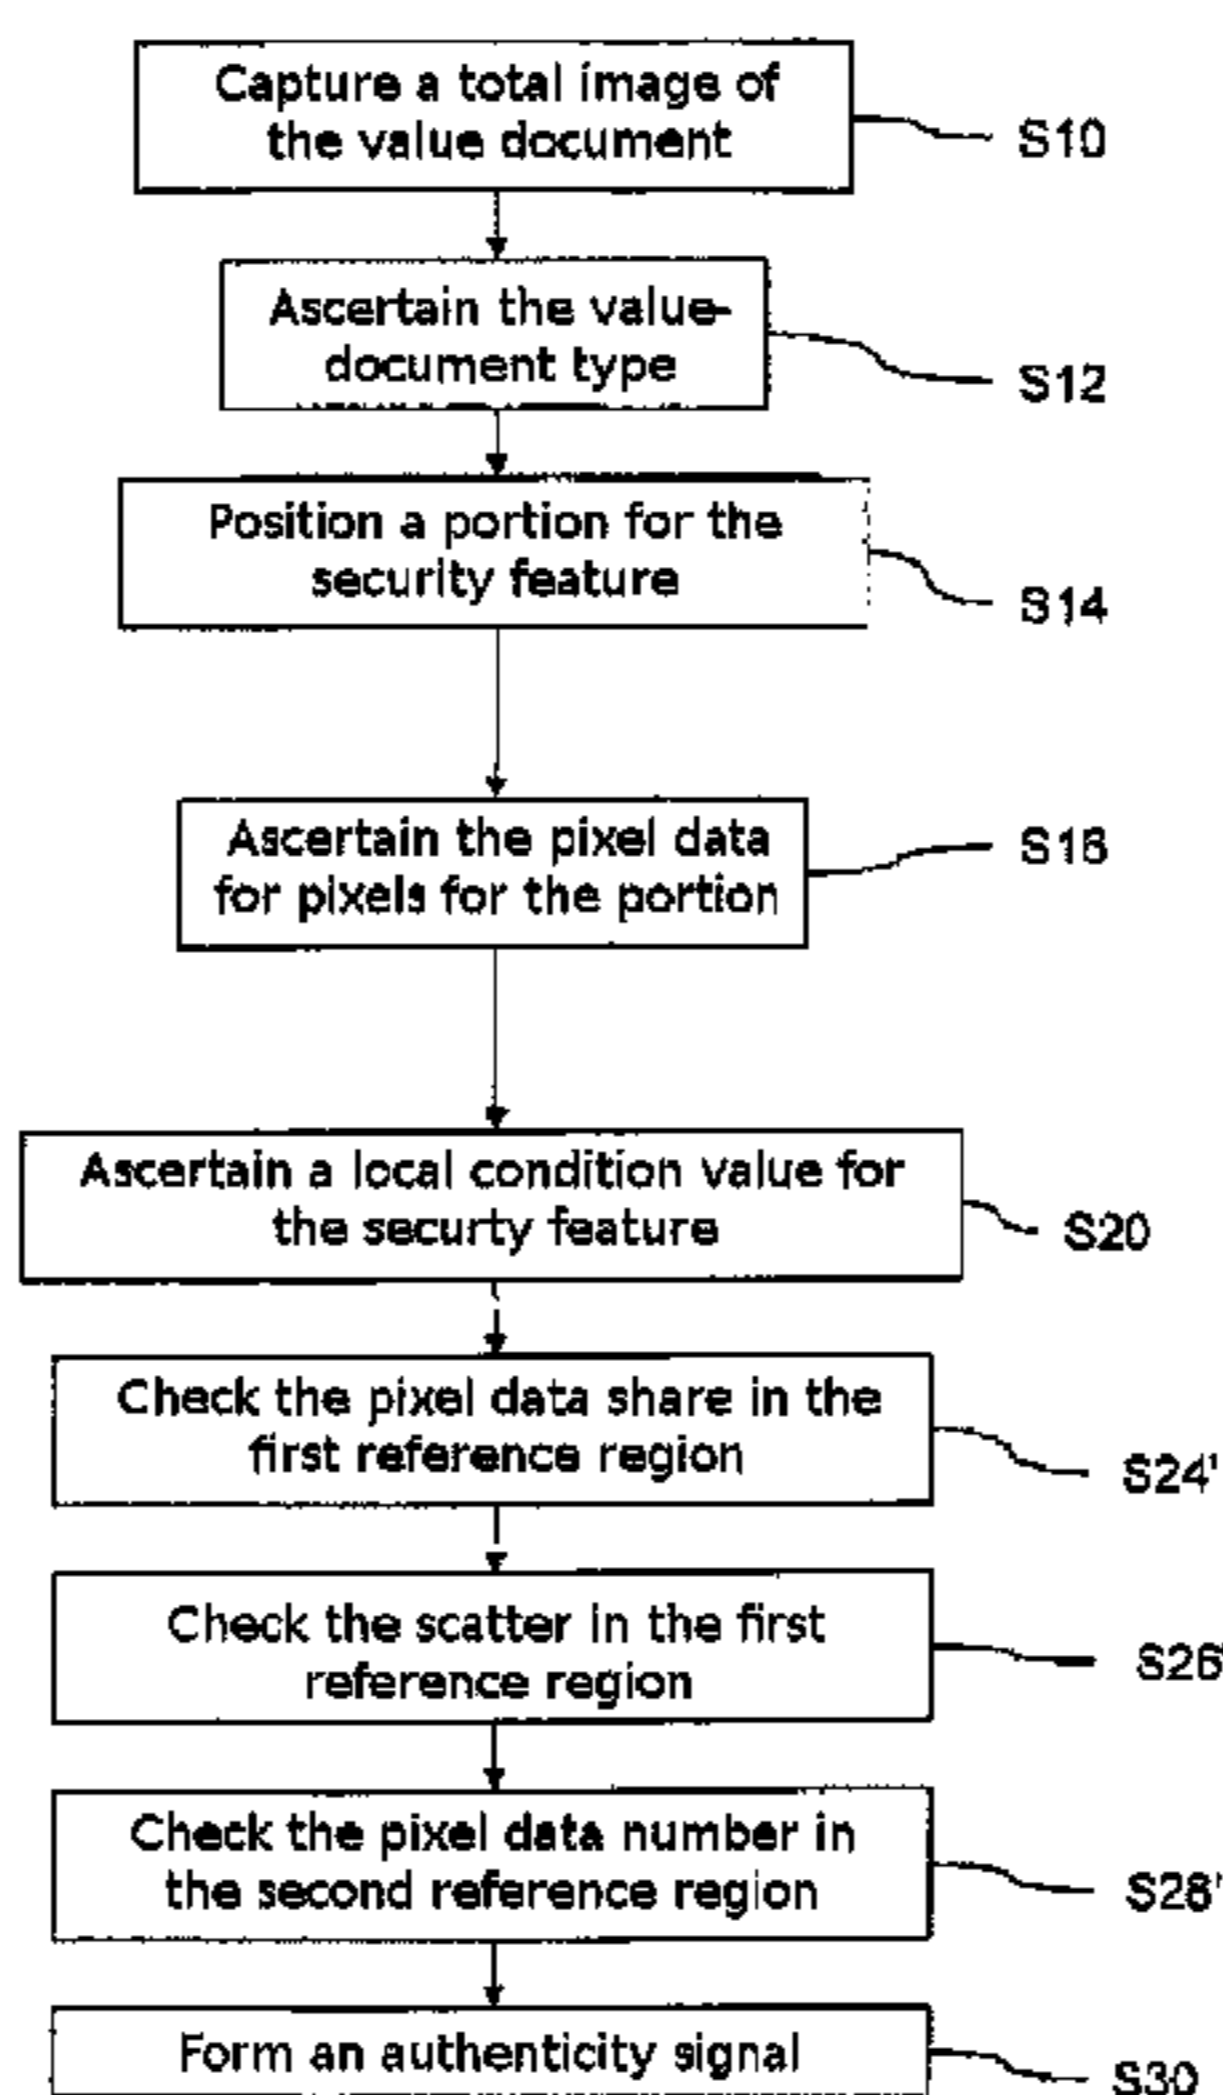 Capture a total image of
the value document
S10
Ascertain the value-
document type
S12
Position a portion for the
security feature
S14
Ascertain the pixel data
for pixels for the portion
S16
Ascertain a local condition value for
the securty feature
S20
Check the pixel data share in the
first reference region
S24'
Check the scatter in the first
reference region
S26'
Check the pixel data number in
the second reference region
S28'
Form an authenticity signal
S30